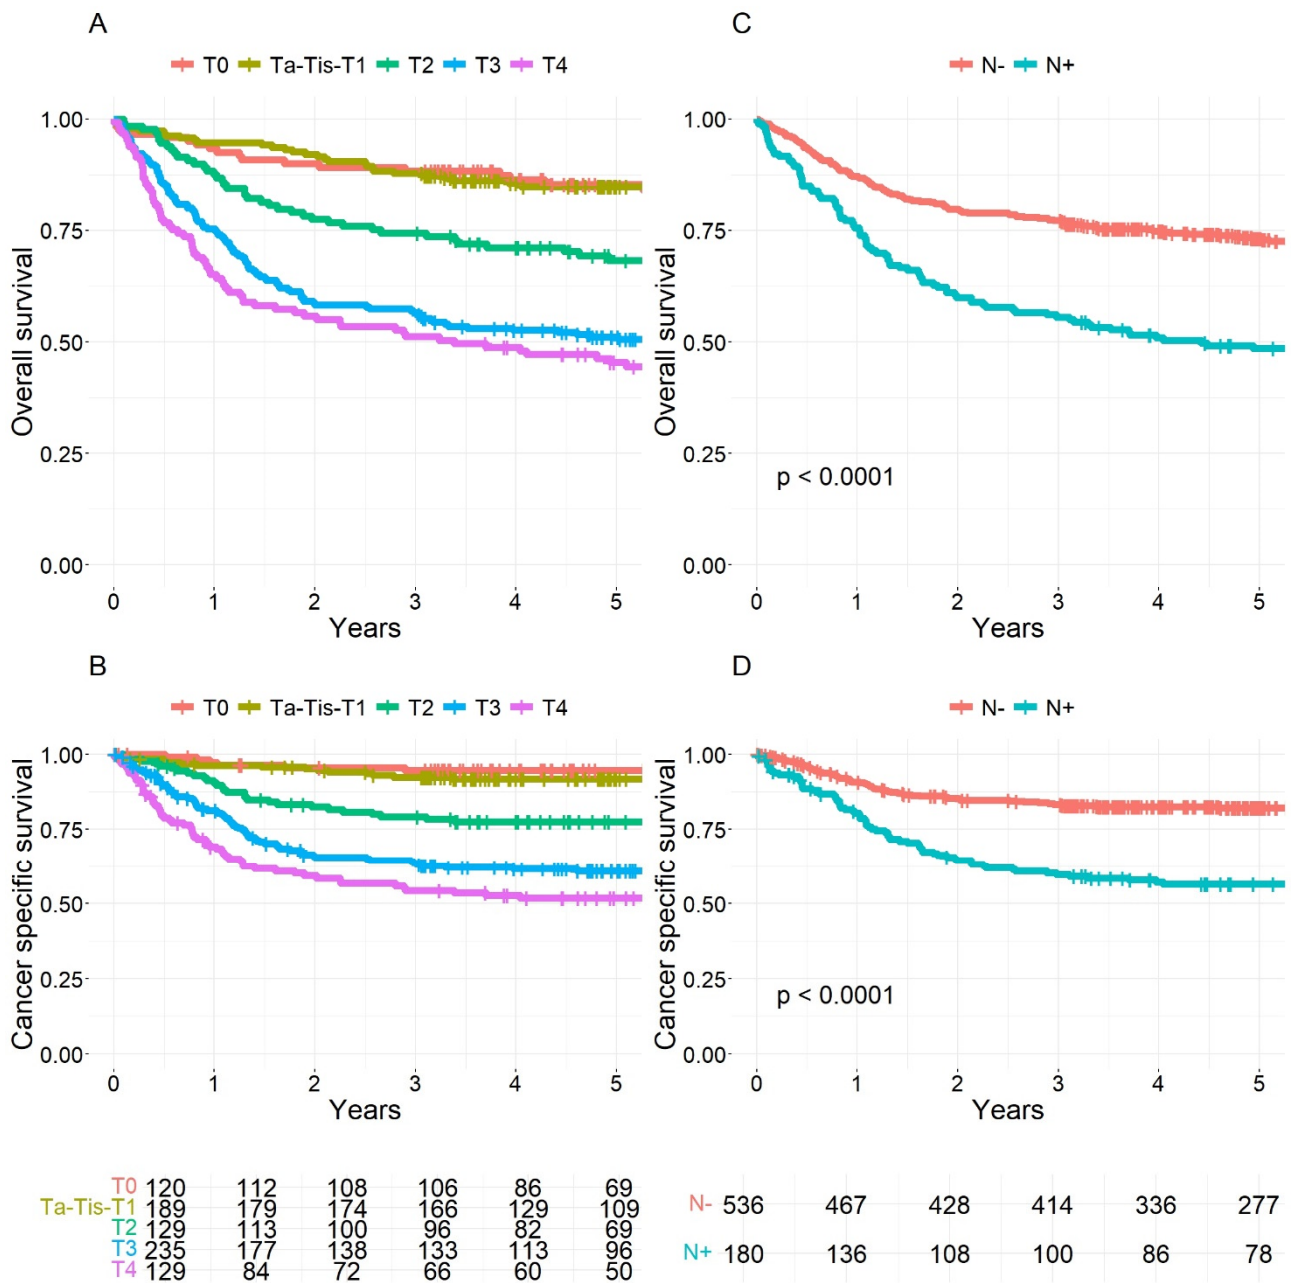 A
T0 Ta-Tis-T1 T2 T3 T4
Overall survival
1.00
0.75
0.50
0.25
0.00
0 1 2 3 4 5
Years
C
N- N+
Overall survival
1.00
0.75
0.50
0.25
0.00
p < 0.0001
0 1 2 3 4 5
Years
B
T0 Ta-Tis-T1 T2 T3 T4
Cancer specific survival
1.00
0.75
0.50
0.25
0.00
0 1 2 3 4 5
Years
D
N- N+
Cancer specific survival
1.00
0.75
0.50
0.25
0.00
p < 0.0001
0 1 2 3 4 5
Years
T0 120 112 108 106 86 69
Ta-Tis-T1 189 179 174 166 129 109
T2 129 113 100 96 82 69
T3 235 177 138 133 113 96
T4 129 84 72 66 60 50
N- 536 467 428 414 336 277
N+ 180 136 108 100 86 78